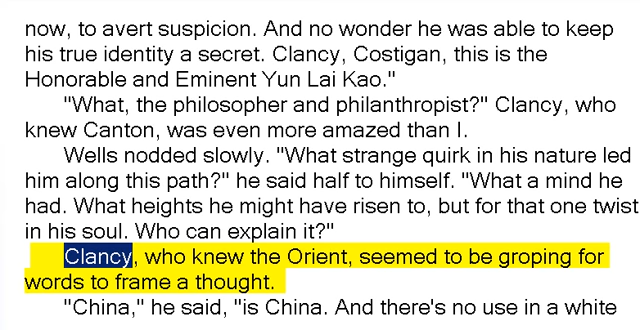 now, to avert suspicion. And no wonder he was able to keep
his true identity a secret. Clancy, Costigan, this is the
Honorable and Eminent Yun Lai Kao."
"What, the philosopher and philanthropist?" Clancy, who
knew Canton, was even more amazed than I.
Wells nodded slowly. "What strange quirk in his nature led
him along this path?" he said half to himself. "What a mind he
had. What heights he might have risen to, but for that one twist
in his soul. Who can explain it?"
Clancy, who knew the Orient, seemed to be groping for
words to frame a thought.
"China," he said, "is China. And there's no use in a white